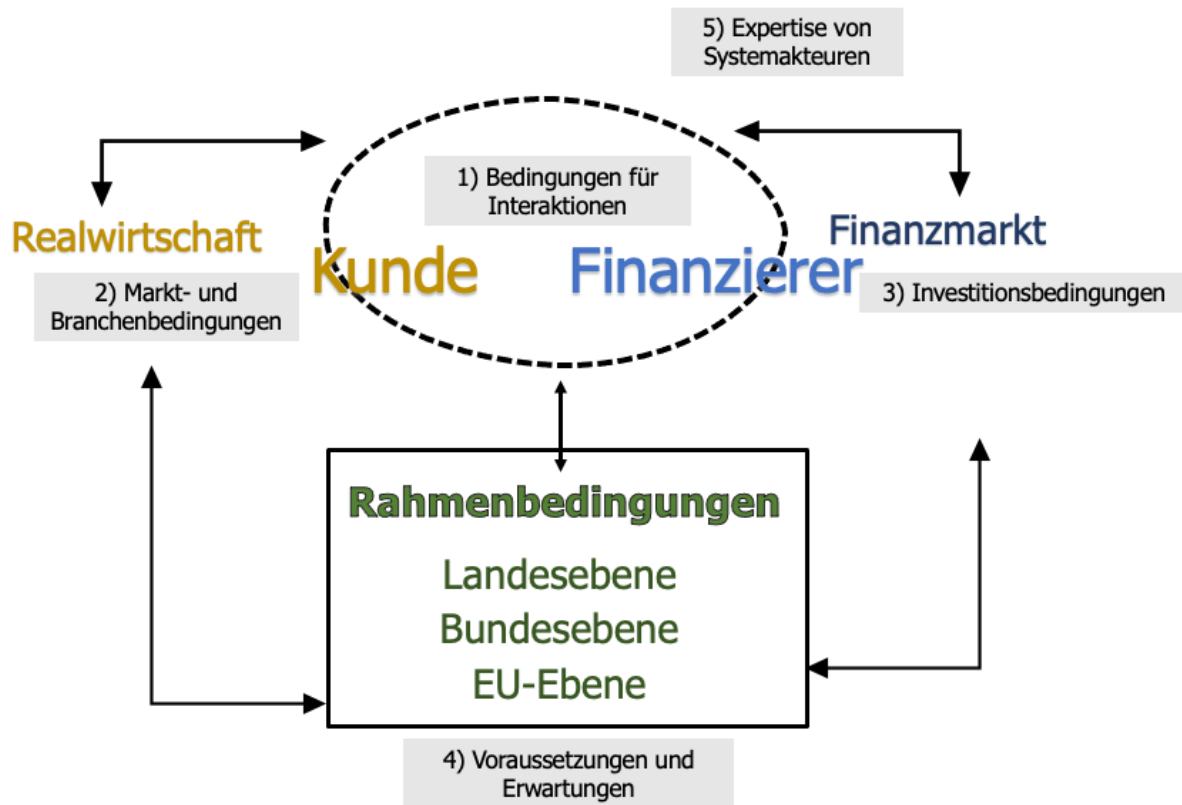 5) Expertise von
Systemakteuren
1) Bedingungen für
Interaktionen
Realwirtschaft
Finanzmarkt
Kunde
Finanzierer
2) Markt- und
Branchenbedingungen
3) Investitionsbedingungen
Rahmenbedingungen
Landesebene
Bundesebene
EU-Ebene
4) Voraussetzungen und
Erwartungen